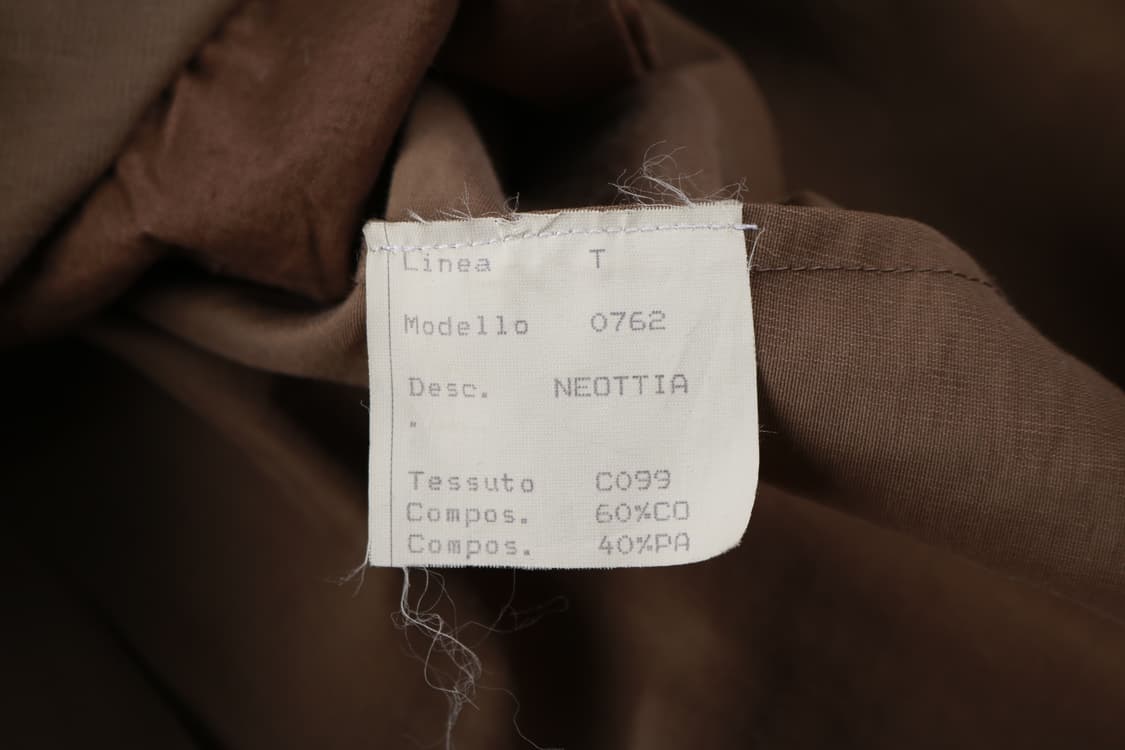 Linea T
Modello 0762
Desc. NEOTTIA
.
Tessuto C099
Compos. 60%CO
Compos. 40%PA